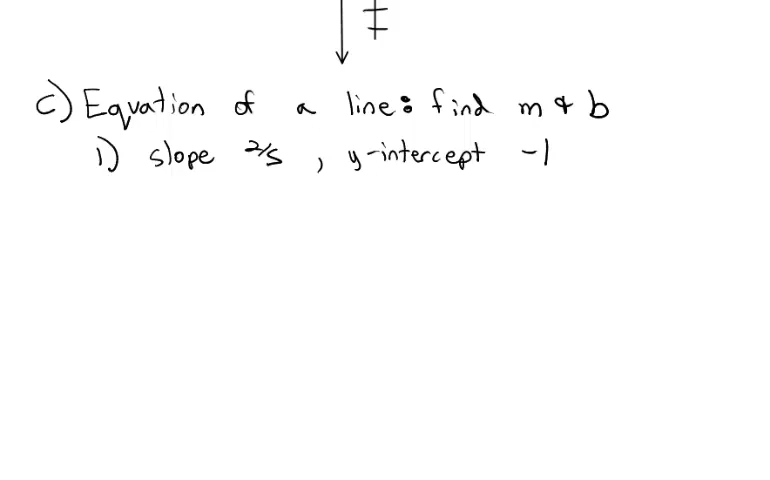 c) Equation of a line: find m & b
1) slope 2/5 , y-intercept -1